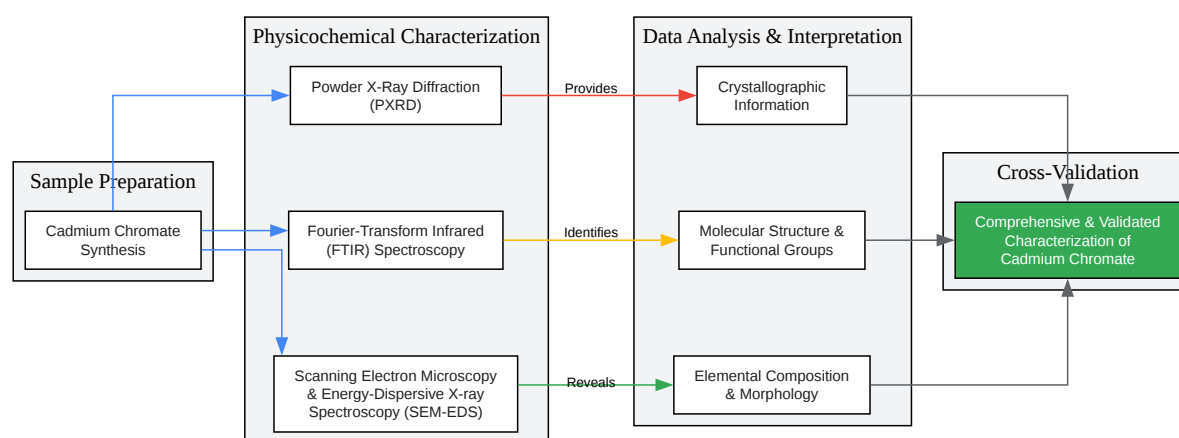 Physicochemical Characterization
Data Analysis & Interpretation
Powder X-Ray Diffraction
(PXRD)
Provides
Crystallographic
Information
Sample Preparation
Cross-Validation
Cadmium Chromate
Synthesis
Fourier-Transform Infrared
(FTIR) Spectroscopy
Identifies
Molecular Structure &
Functional Groups
Comprehensive & Validated
Characterization of
Cadmium Chromate
Scanning Electron Microscopy
& Energy-Dispersive X-ray
Spectroscopy (SEM-EDS)
Reveals
Elemental Composition
& Morphology